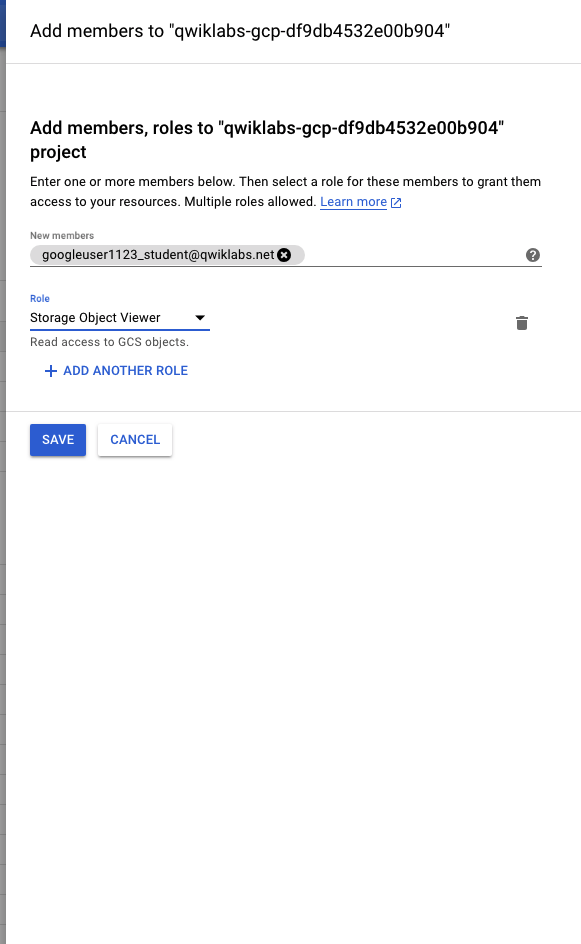 Add members to "qwiklabs-gcp-df9db4532e00b904"
Add members, roles to "qwiklabs-gcp-df9db4532e00b904"
project
Enter one or more members below. Then select a role for these members to grant them
access to your resources. Multiple roles allowed. Learn more
New members
googleuser1123_student@qwiklabs.net
Role
Storage Object Viewer
Read access to GCS objects.
ADD ANOTHER ROLE
SAVE CANCEL